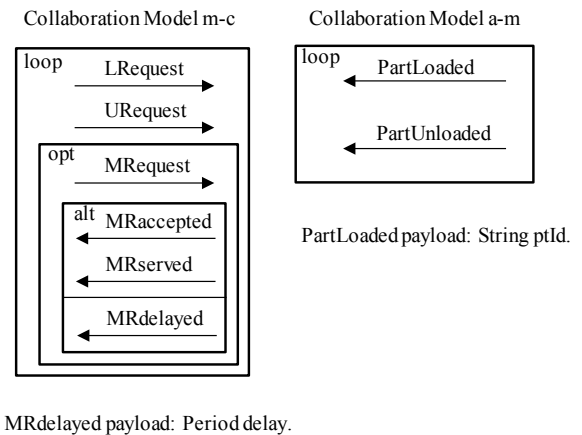 Collaboration Model m-c
loop
LRequest
URequest
opt
MRequest
alt
MRaccepted
MRserved
MRdelayed
MRdelayed payload: Period delay.
Collaboration Model a-m
loop
PartLoaded
PartUnloaded
PartLoaded payload: String ptId.